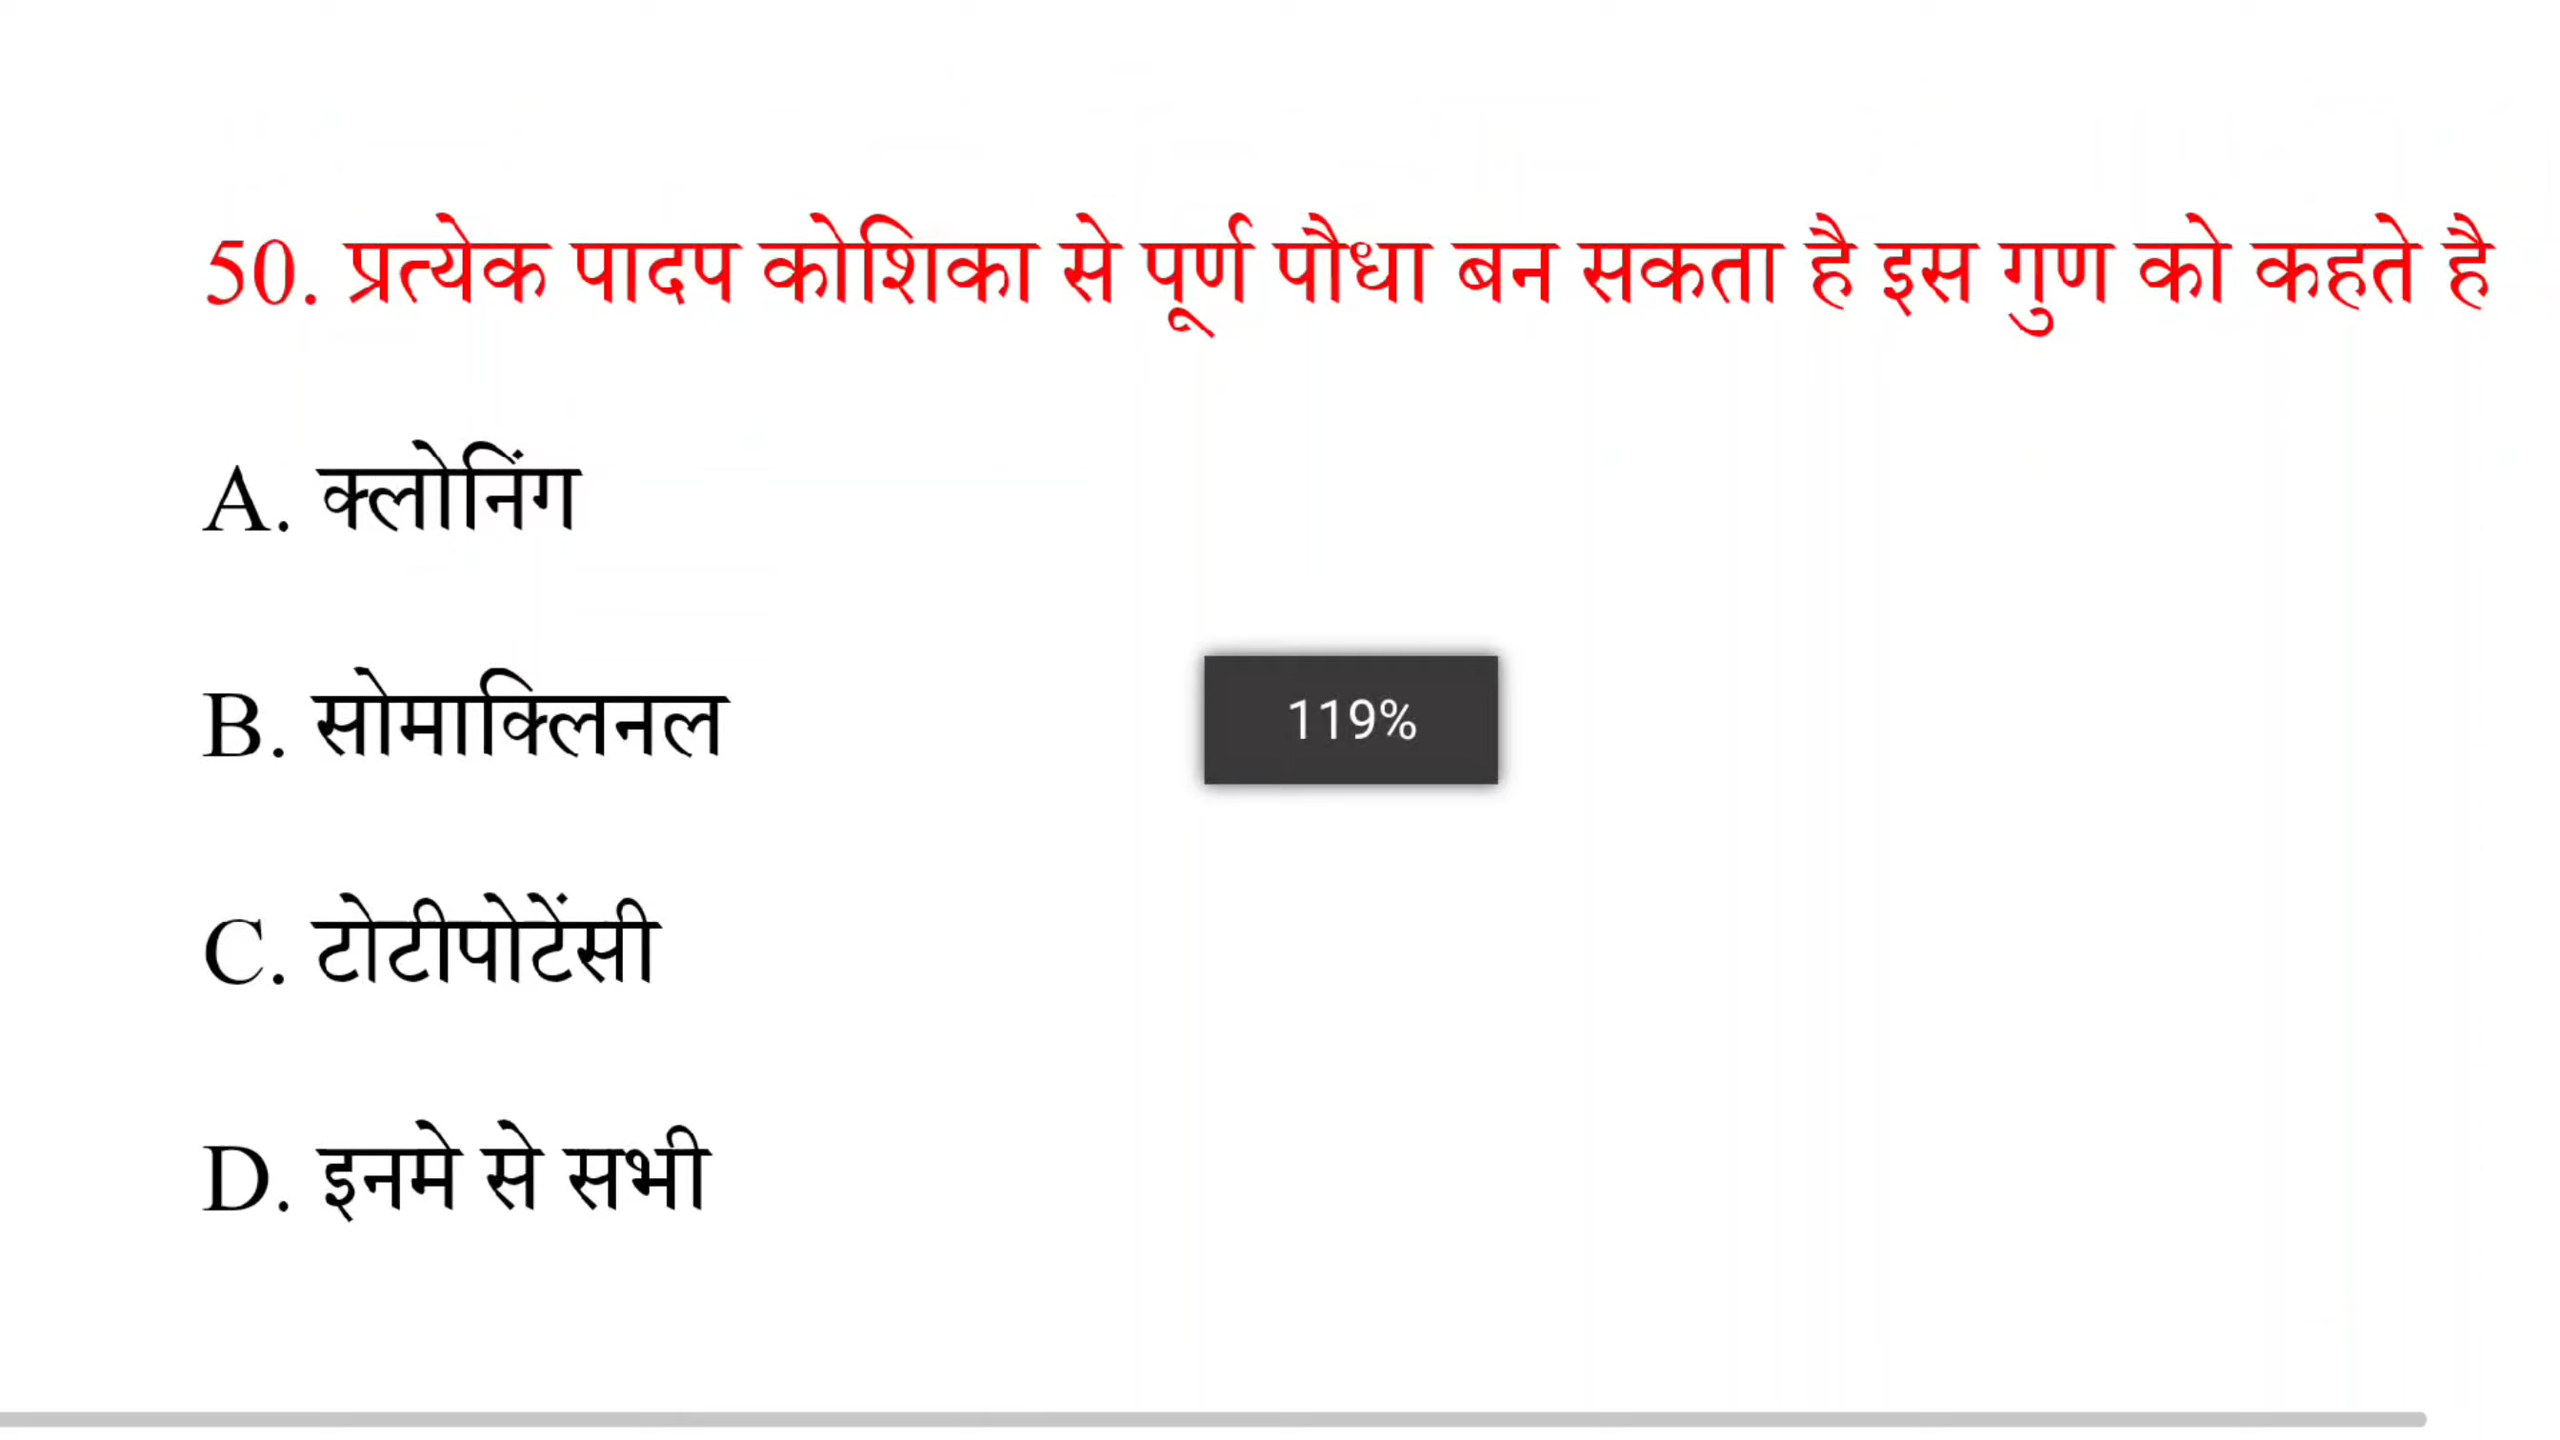 50. प्रत्येक पादप कोशिका से पूर्ण पौधा बन सकता है इस गुण को कहते है
A. क्लोनिंग
B. सोमाक्लिनल
119%
C. टोटीपोटेंसी
D. इनमे से सभी